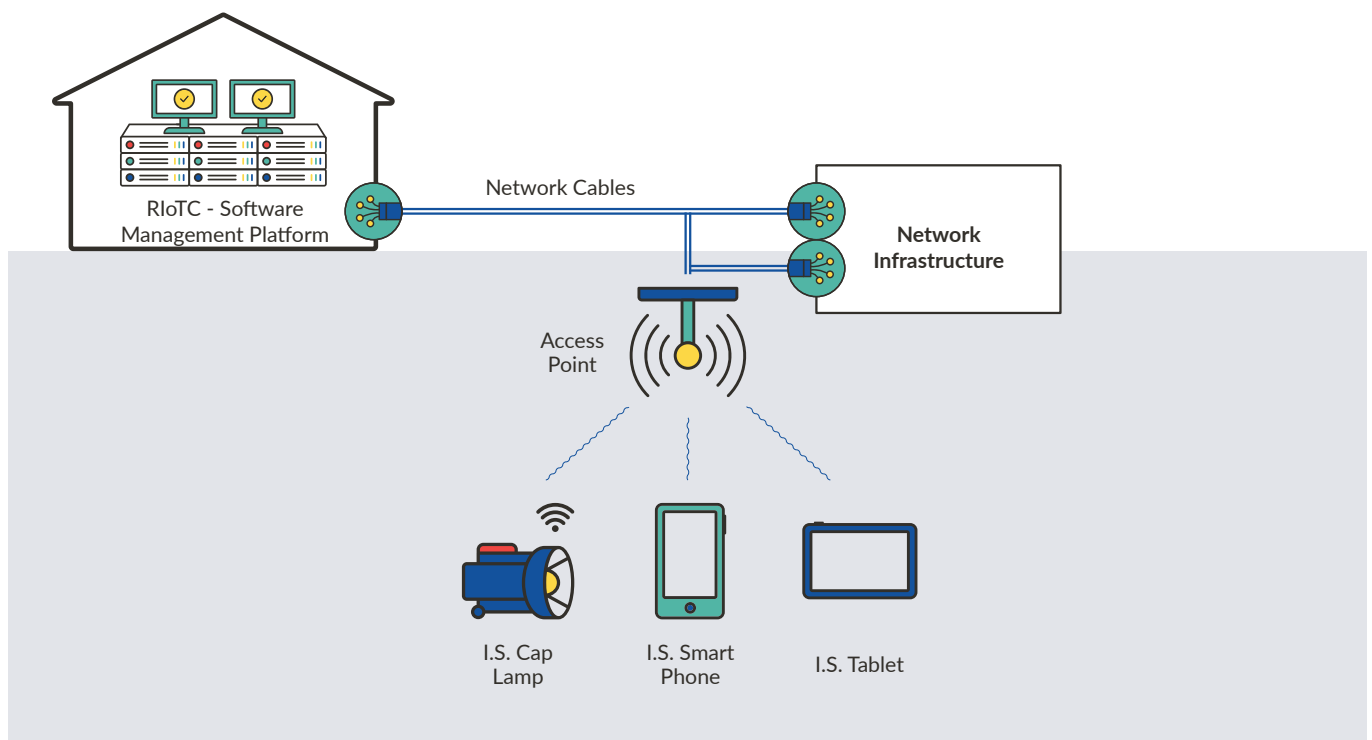 Network Cables
RIoTC - Software
Management Platform
Network
Infrastructure
Access
Point
I.S. Cap
Lamp
I.S. Smart
Phone
I.S. Tablet